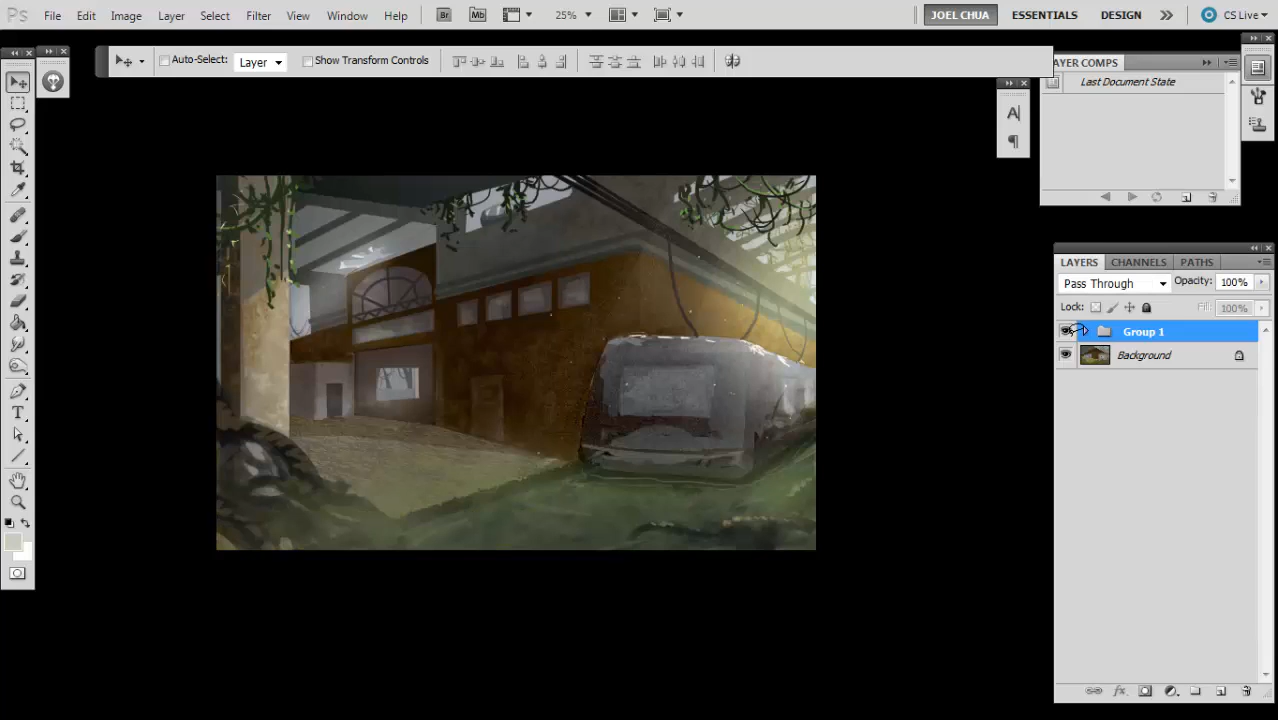 Ps File Edit Image Layer Select Filter View Window Help Br Mb 25% JOEL CHUA ESSENTIALS DESIGN CS Live
Auto-Select: Layer Show Transform Controls
LAYER COMPS
Last Document State
A
LAYERS CHANNELS PATHS
Pass Through Opacity: 100%
Lock: Fill: 100%
Group 1
Background
T
fx